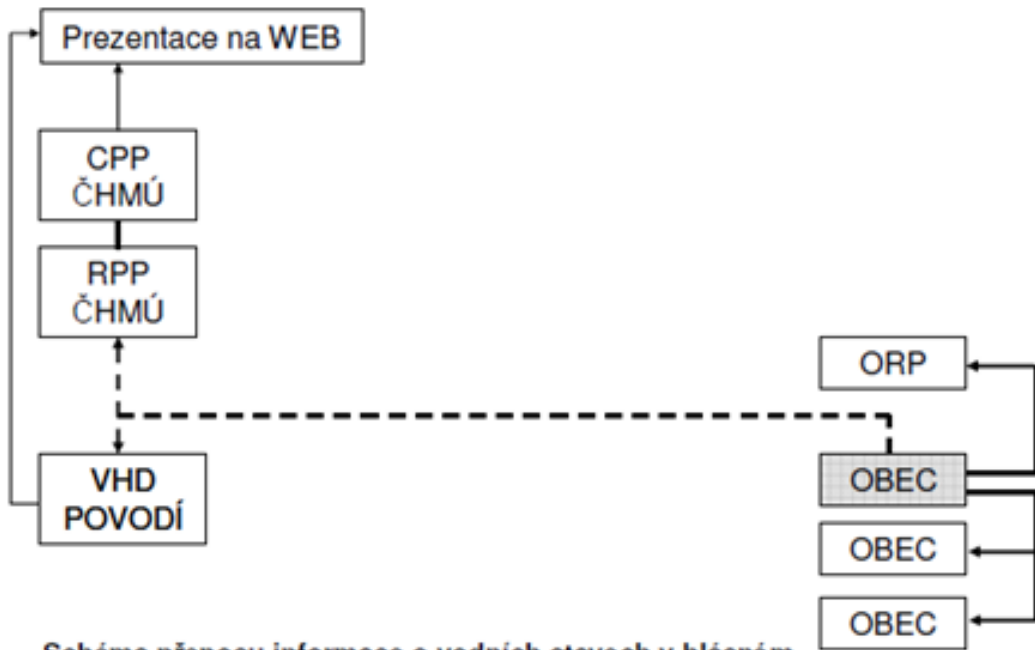 Prezentace na WEB
CPP
ČHMÚ
RPP
ČHMÚ
ORP
VHD
POVODÍ
OBEC
OBEC
OBEC